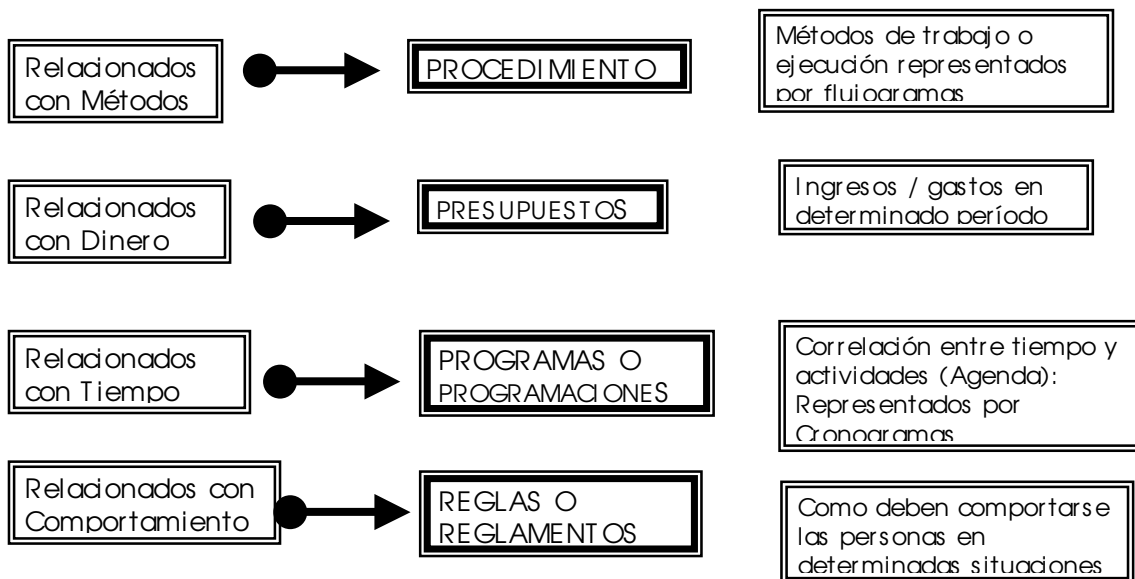 Relacionados
con Métodos
PROCEDIMIENTO
Métodos de trabajo o
ejecución representados
por flujogramas
Relacionados
con Dinero
PRESUPUESTOS
Ingresos / gastos en
determinado período
Relacionados
con Tiempo
PROGRAMAS O
PROGRAMACIONES
Correlación entre tiempo y
actividades (Agenda):
Representados por
Cronogramas
Relacionados con
Comportamiento
REGLAS O
REGLAMENTOS
Como deben comportarse
las personas en
determinadas situaciones